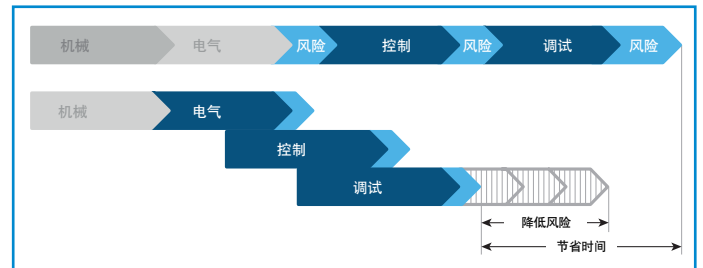 机械 电气 风险 控制 风险 调试 风险
机械 电气
控制
调试
降低风险
节省时间